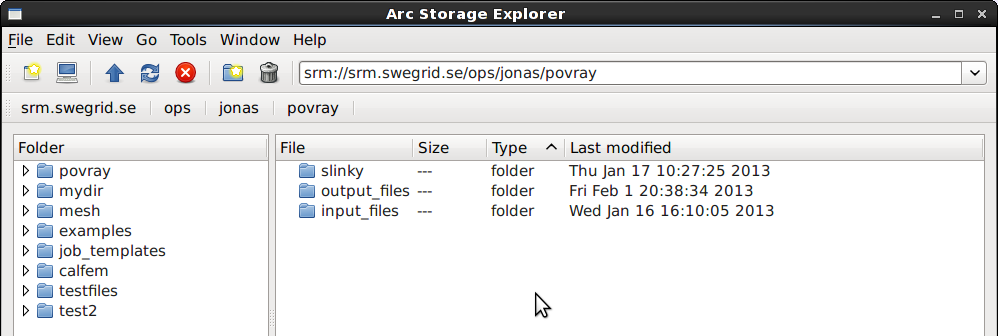 Arc Storage Explorer
File Edit View Go Tools Window Help
srm://srm.swegrid.se/ops/jonas/povray
srm.swegrid.se ops jonas povray
Folder
povray
mydir
mesh
examples
job_templates
calfem
testfiles
test2
File Size Type Last modified
slinky --- folder Thu Jan 17 10:27:25 2013
output_files --- folder Fri Feb 1 20:38:34 2013
input_files --- folder Wed Jan 16 16:10:05 2013